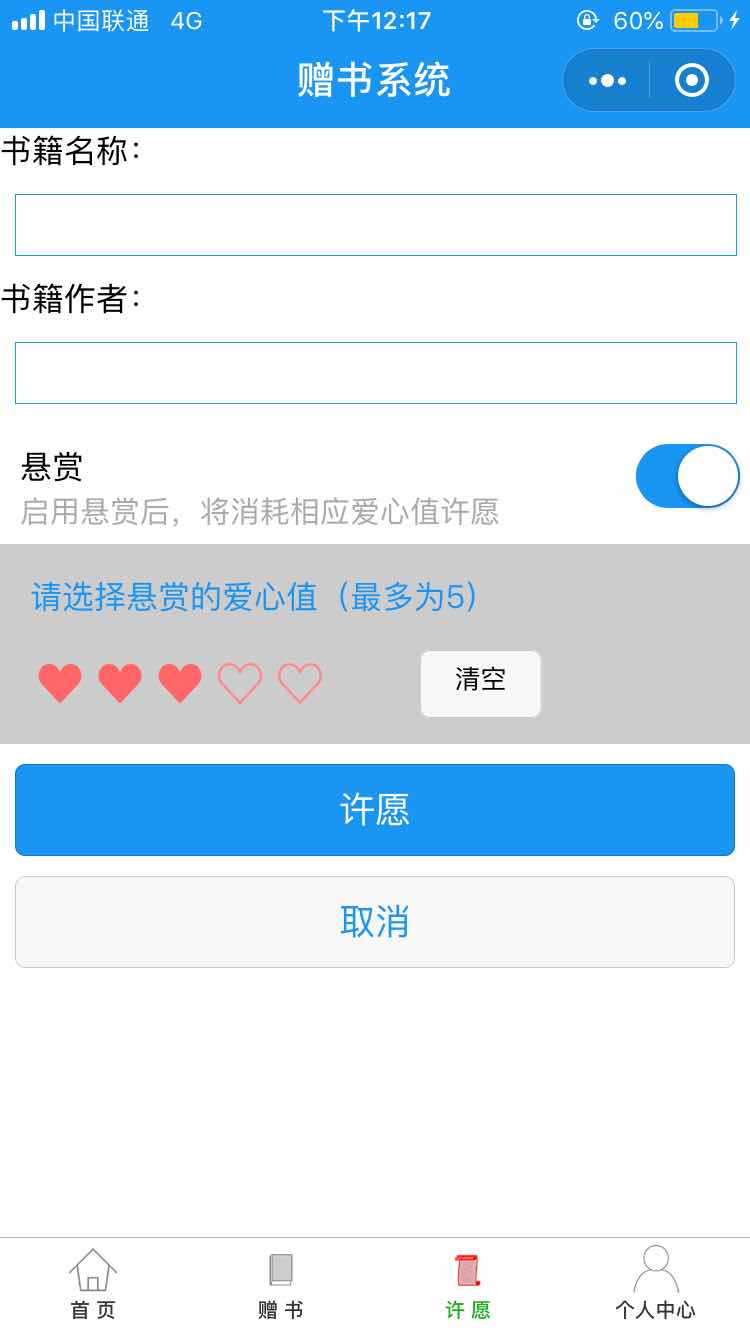 中国联通 4G 下午12:17 60%
赠书系统
书籍名称：
书籍作者：
悬赏
启用悬赏后，将消耗相应爱心值许愿
请选择悬赏的爱心值（最多为5）
清空
许愿
取消
首 页 赠 书 许 愿 个人中心